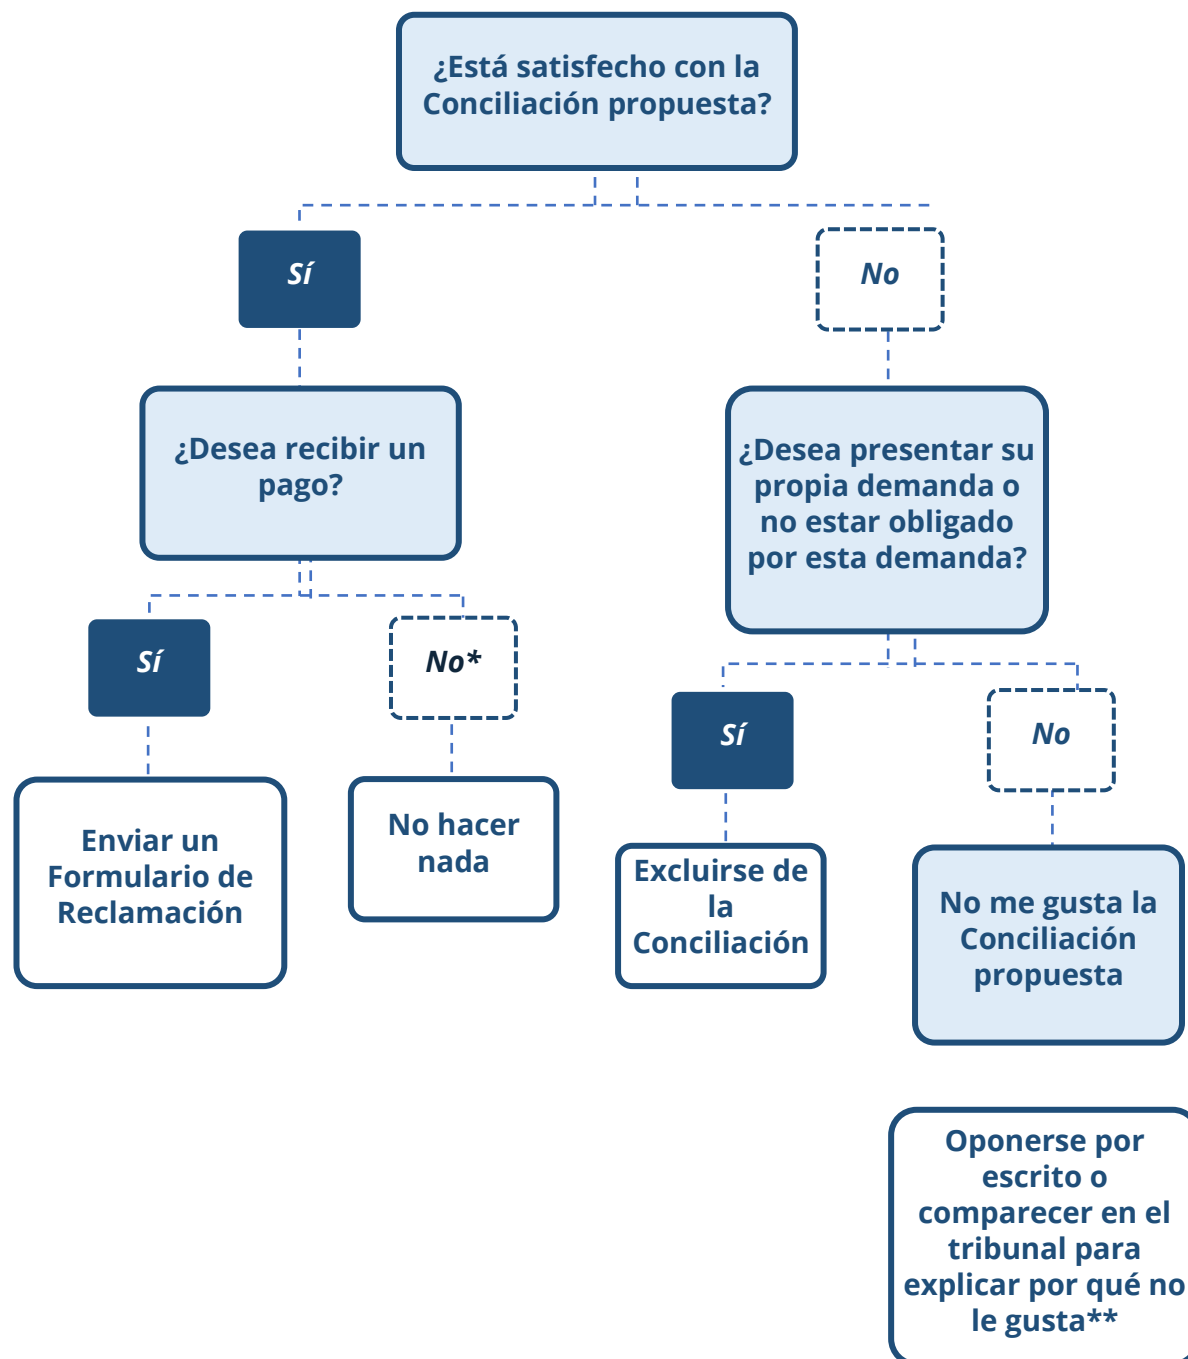 ¿Está satisfecho con la
Conciliación propuesta?
Sí
No
¿Desea recibir un
pago?
¿Desea presentar su
propia demanda o
no estar obligado
por esta demanda?
Sí
No*
Sí
No
Enviar un
Formulario de
Reclamación
No hacer
nada
Excluirse de
la
Conciliación
No me gusta la
Conciliación
propuesta
Oponerse por
escrito o
comparecer en el
tribunal para
explicar por qué no
le gusta**